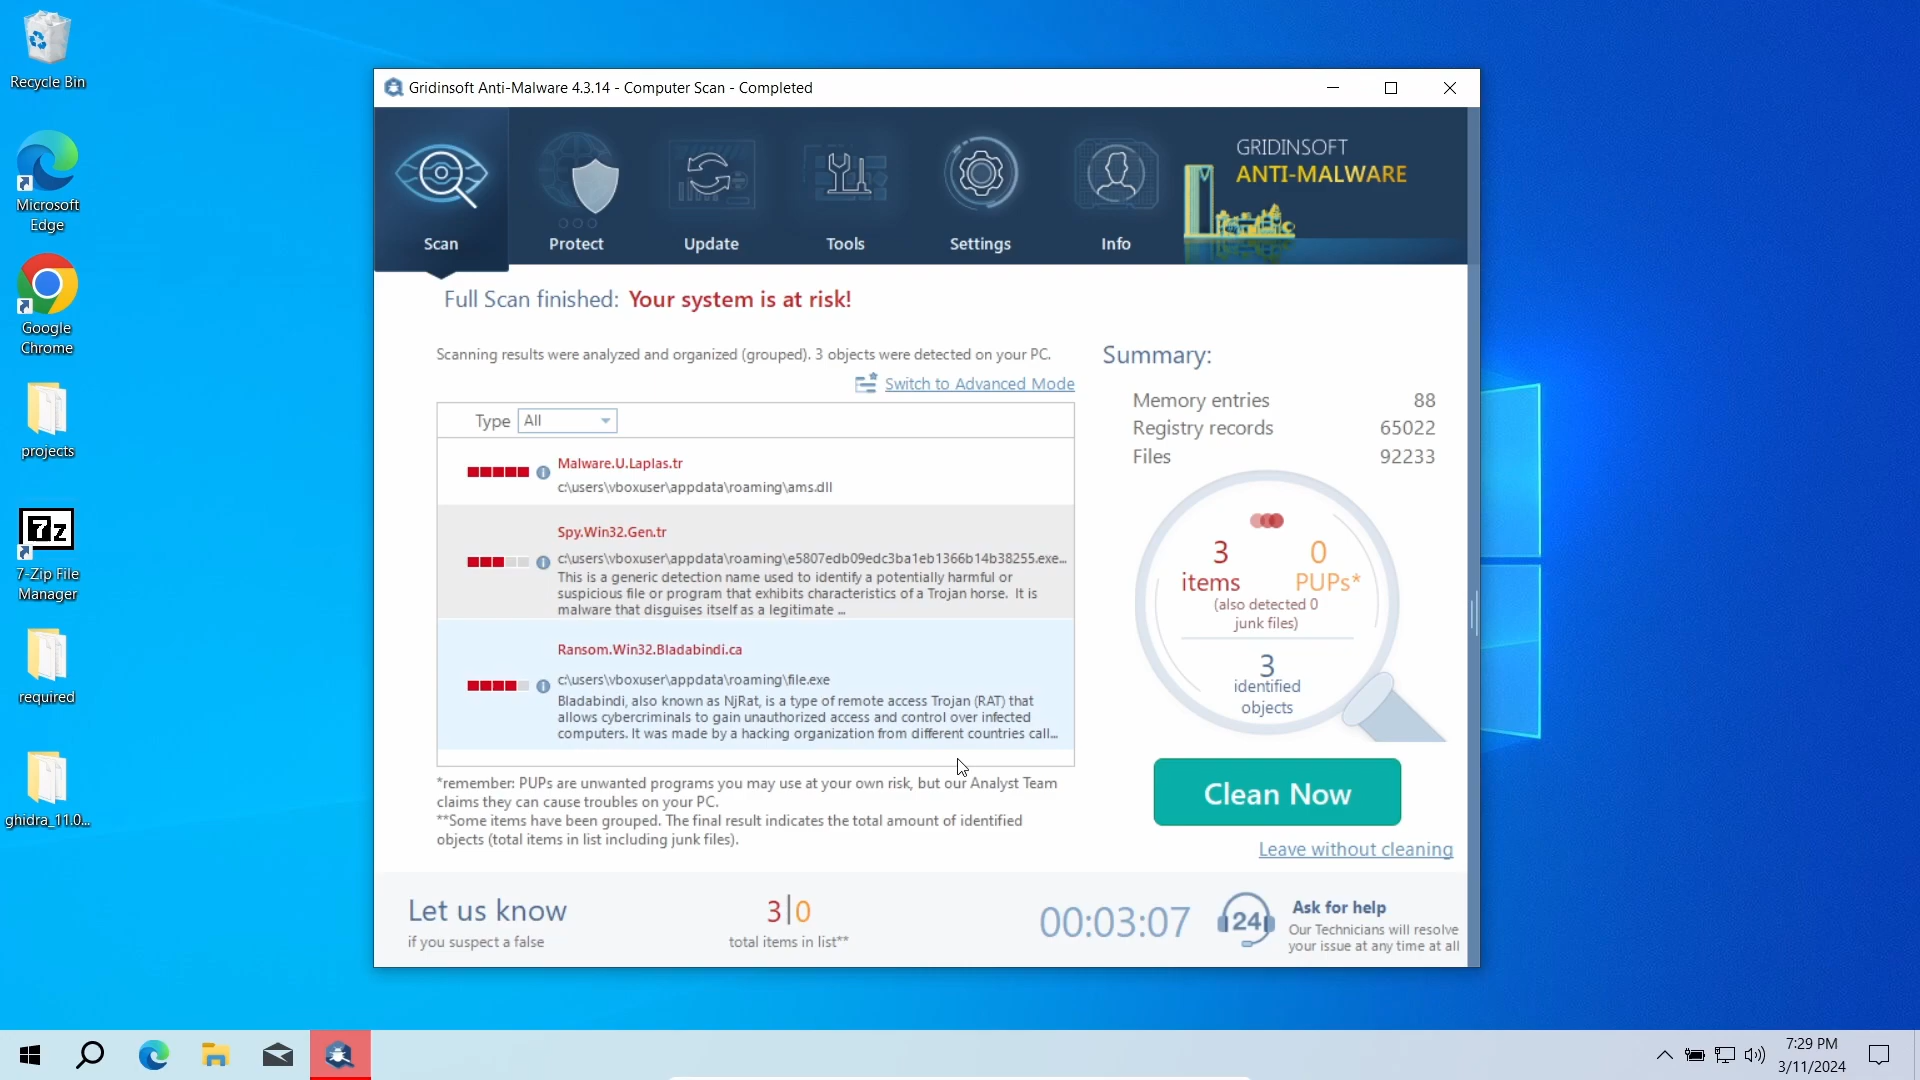 Recycle Bin
Microsoft
Edge
Google
Chrome
projects
7z
7-Zip File
Manager
required
ghidra_11.0...
Gridinsoft Anti-Malware 4.3.14 - Computer Scan - Completed
Scan
Protect
Update
Tools
Settings
Info
GRIDINSOFT
ANTI-MALWARE
Full Scan finished: Your system is at risk!
Scanning results were analyzed and organized (grouped). 3 objects were detected on your PC.
Switch to Advanced Mode
Type All
Malware.U.Laplas.tr
c:\users\vboxuser\appdata\roaming\ams.dll
Spy.Win32.Gen.tr
c:\users\vboxuser\appdata\roaming\e5807edb09edc3ba1eb1366b14b38255.exe...
This is a generic detection name used to identify a potentially harmful or
suspicious file or program that exhibits characteristics of a Trojan horse. It is
malware that disguises itself as a legitimate ...
Ransom.Win32.Bladabindi.ca
c:\users\vboxuser\appdata\roaming\file.exe
Bladabindi, also known as NjRat, is a type of remote access Trojan (RAT) that
allows cybercriminals to gain unauthorized access and control over infected
computers. It was made by a hacking organization from different countries call...
*remember: PUPs are unwanted programs you may use at your own risk, but our Analyst Team
claims they can cause troubles on your PC.
**Some items have been grouped. The final result indicates the total amount of identified
objects (total items in list including junk files).
Summary:
Memory entries 88
Registry records 65022
Files 92233
3 0
items PUPs*
(also detected 0
junk files)
3
identified
objects
Clean Now
Leave without cleaning
Let us know
if you suspect a false
3|0
total items in list**
00:03:07
24
Ask for help
Our Technicians will resolve
your issue at any time at all
7:29 PM
3/11/2024